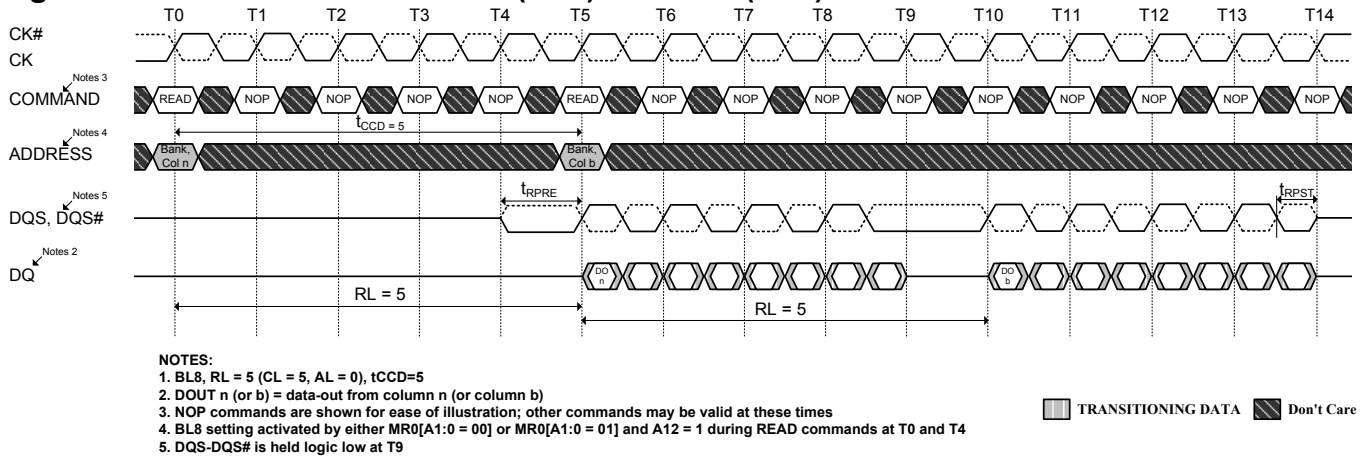 T0 T1 T2 T3 T4 T5 T6 T7 T8 T9 T10 T11 T12 T13 T14
CK#
CK
Notes 3
COMMAND
READ NOP NOP NOP NOP READ NOP NOP NOP NOP NOP NOP NOP NOP NOP
tCCD = 5
Notes 4
ADDRESS
Bank, Col n
Bank, Col b
tRPRE
tRPST
Notes 5
DQS, DQS#
Notes 2
DQ
DO n
DO b
RL = 5
RL = 5
NOTES:
1. BL8, RL = 5 (CL = 5, AL = 0), tCCD=5
2. DOUT n (or b) = data-out from column n (or column b)
3. NOP commands are shown for ease of illustration; other commands may be valid at these times
4. BL8 setting activated by either MR0[A1:0 = 00] or MR0[A1:0 = 01] and A12 = 1 during READ commands at T0 and T4
5. DQS-DQS# is held logic low at T9
TRANSITIONING DATA
Don't Care